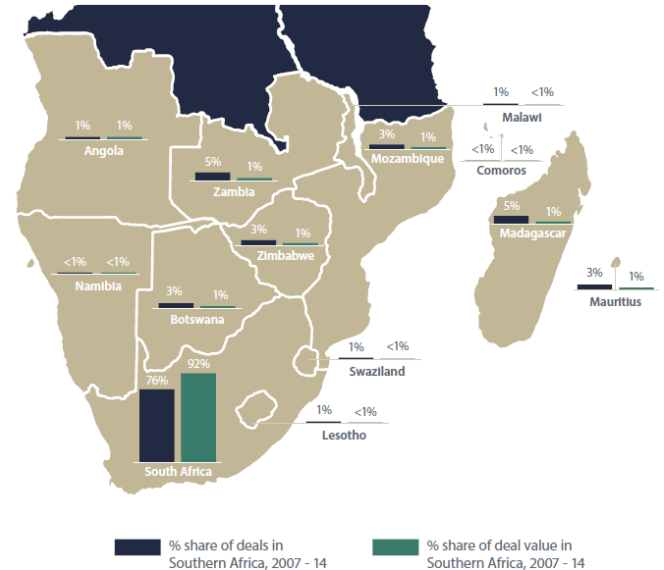 1% <1%
Malawi
1% 1%
Angola
3% 1%
Mozambique
<1% <1%
Comoros
5% 1%
Zambia
5% 1%
Madagascar
3% 1%
Zimbabwe
<1% <1%
Namibia
3% 1%
Mauritius
3% 1%
Botswana
1% <1%
Swaziland
76% 92%
South Africa
1% <1%
Lesotho
% share of deals in
Southern Africa, 2007 - 14
% share of deal value in
Southern Africa, 2007 - 14